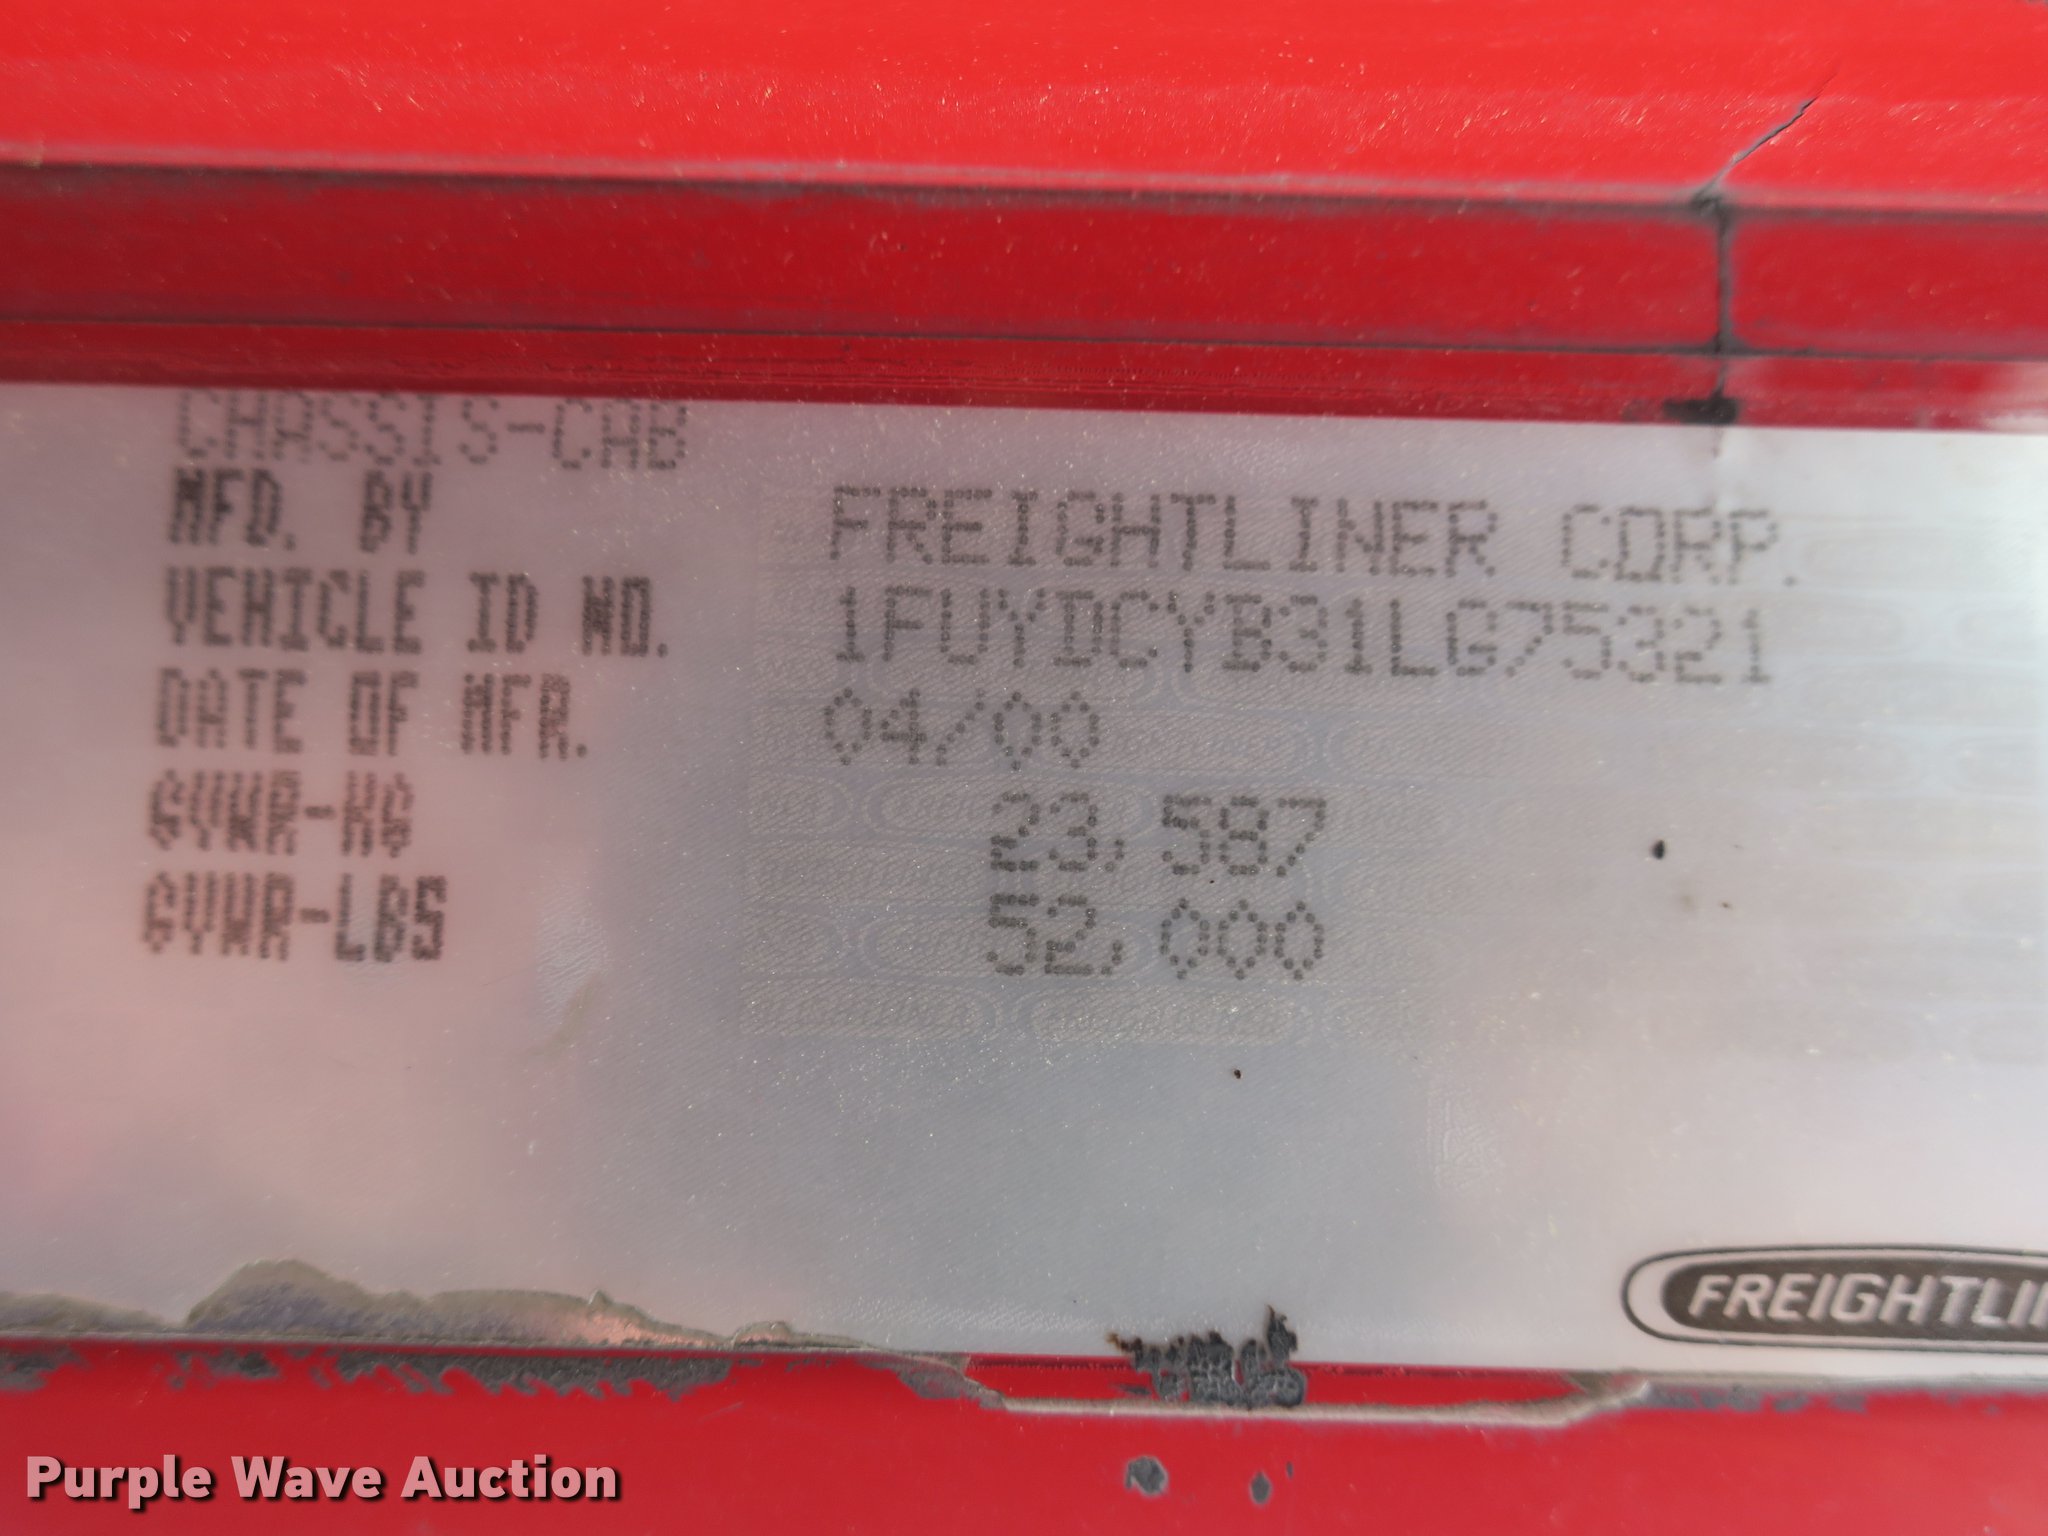 CHASSIS-CAB
MFD. BY FREIGHTLINER CORP.
VEHICLE ID NO. 1FUYDCYB31LG75321
DATE OF MFR. 04/00
GVWR-KG 23,587
GVWR-LBS 52,000
FREIGHTLIN
Purple Wave Auction